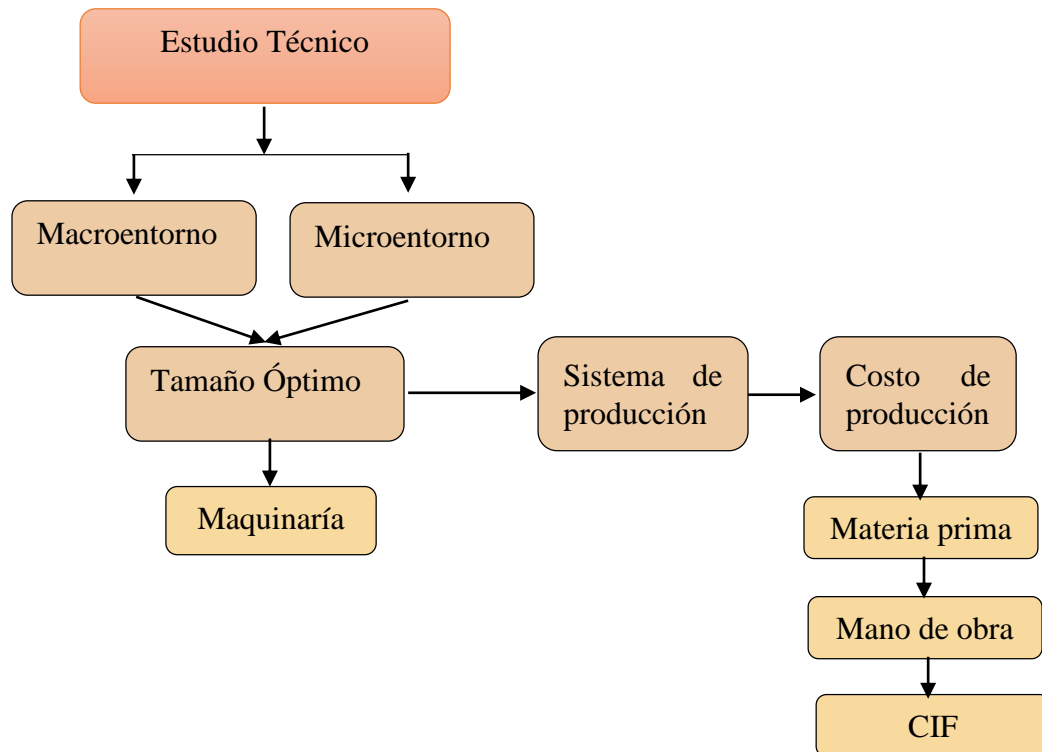 Estudio Técnico
Macroentorno
Microentorno
Tamaño Óptimo
Sistema de
producción
Costo de
producción
Maquinaría
Materia prima
Mano de obra
CIF